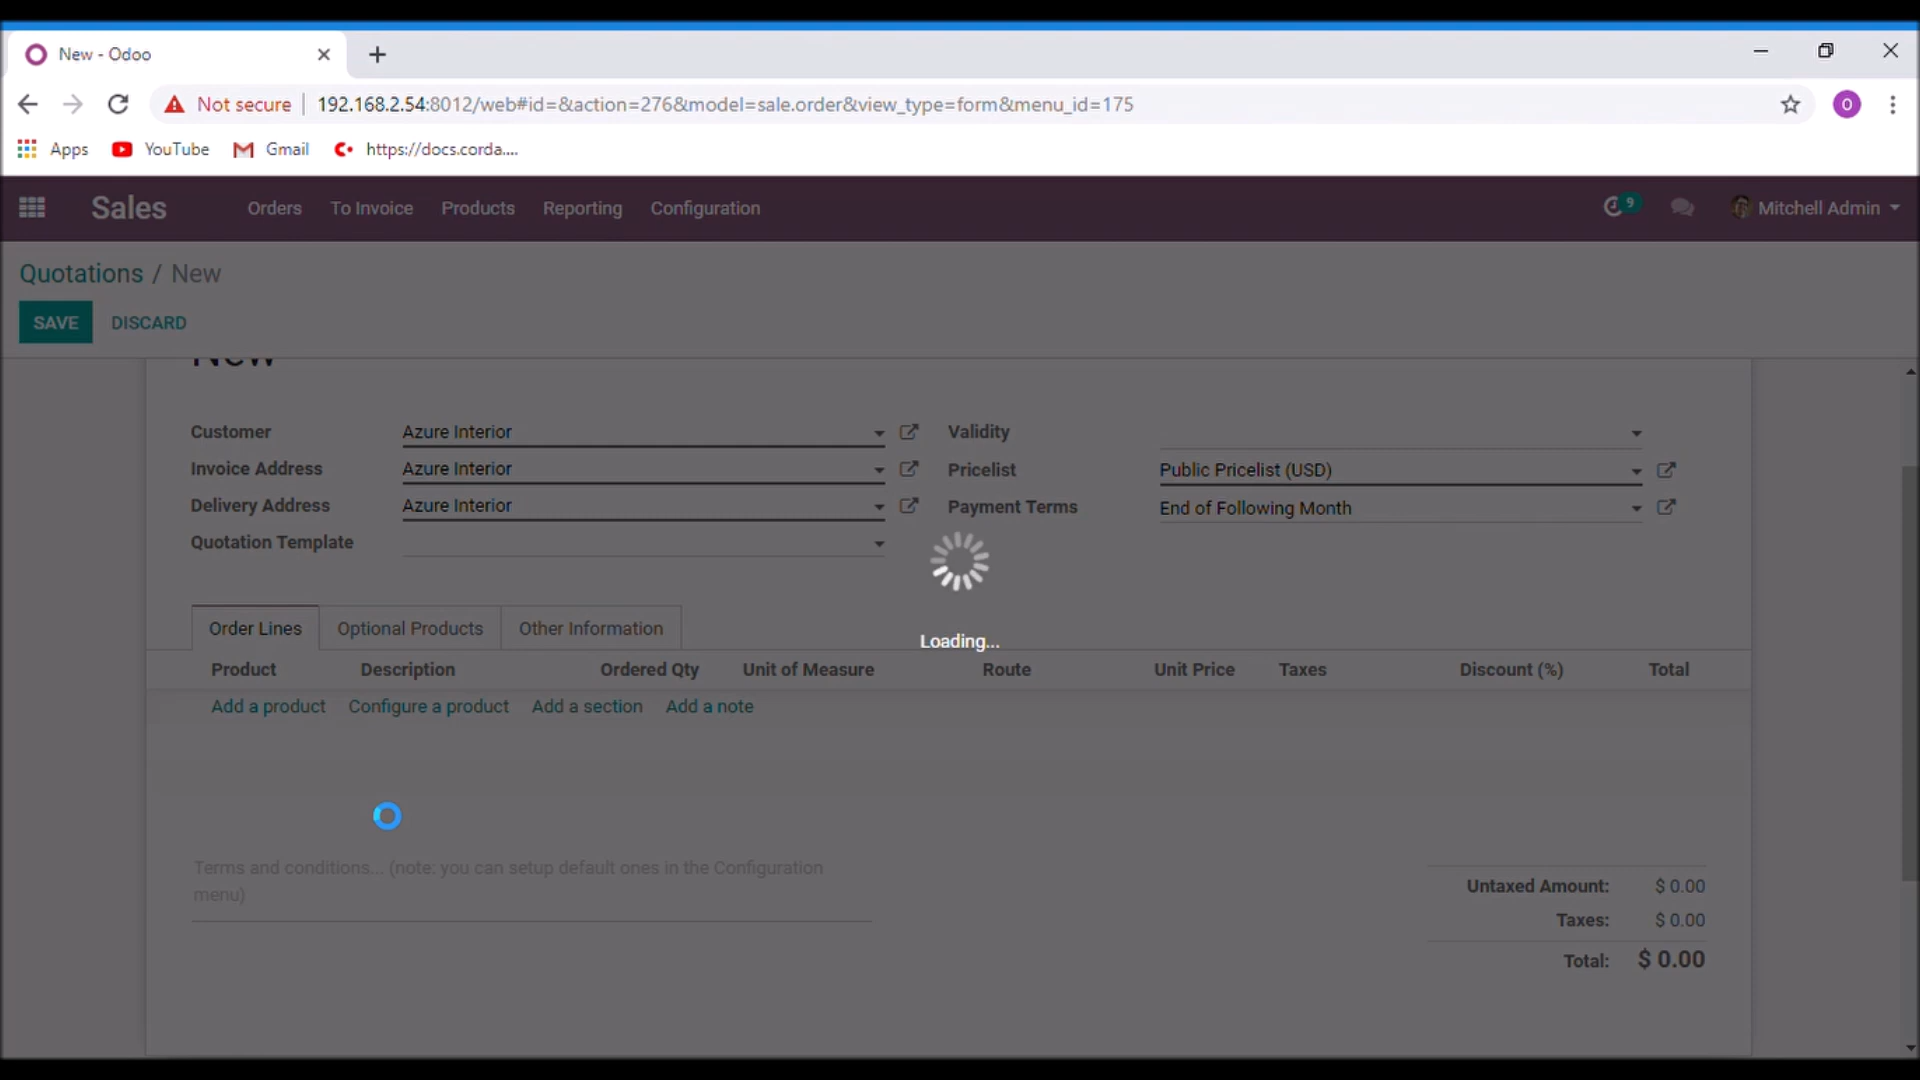 New - Odoo
Not secure 192.168.2.54:8012/web#id=&action=276&model=sale.order&view_type=form&menu_id=175
O
Apps YouTube Gmail https://docs.corda....
Sales Orders To Invoice Products Reporting Configuration 9 Mitchell Admin
Quotations / New
SAVE DISCARD
New
Customer Azure Interior Validity
Invoice Address Azure Interior Pricelist Public Pricelist (USD)
Delivery Address Azure Interior Payment Terms End of Following Month
Quotation Template
Order Lines Optional Products Other Information
Loading...
Product Description Ordered Qty Unit of Measure Route Unit Price Taxes Discount (%) Total
Add a product Configure a product Add a section Add a note
Terms and conditions... (note: you can setup default ones in the Configuration
menu)
Untaxed Amount: $ 0.00
Taxes: $ 0.00
Total: $ 0.00